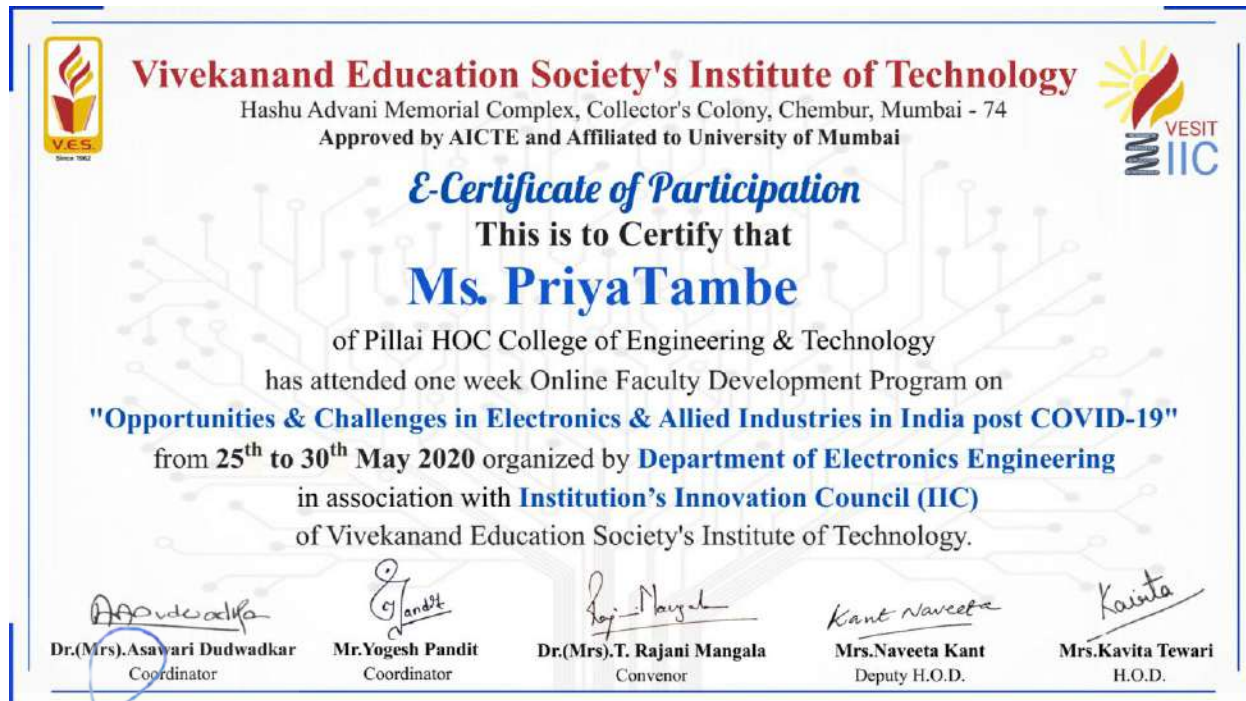 Vivekanand Education Society's Institute of Technology
Hashu Advani Memorial Complex, Collector's Colony, Chembur, Mumbai - 74
Approved by AICTE and Affiliated to University of Mumbai
V.E.S.
Since 1962
VESIT
IIC
E-Certificate of Participation
This is to Certify that
Ms. PriyaTambe
of Pillai HOC College of Engineering & Technology
has attended one week Online Faculty Development Program on
"Opportunities & Challenges in Electronics & Allied Industries in India post COVID-19"
from 25th to 30th May 2020 organized by Department of Electronics Engineering
in association with Institution's Innovation Council (IIC)
of Vivekanand Education Society's Institute of Technology.
Kant Naveeta
Kavita
Dr.(Mrs).Asawari Dudwadkar Mr.Yogesh Pandit Dr.(Mrs).T. Rajani Mangala Mrs.Naveeta Kant Mrs.Kavita Tewari
Coordinator Coordinator Convenor Deputy H.O.D. H.O.D.